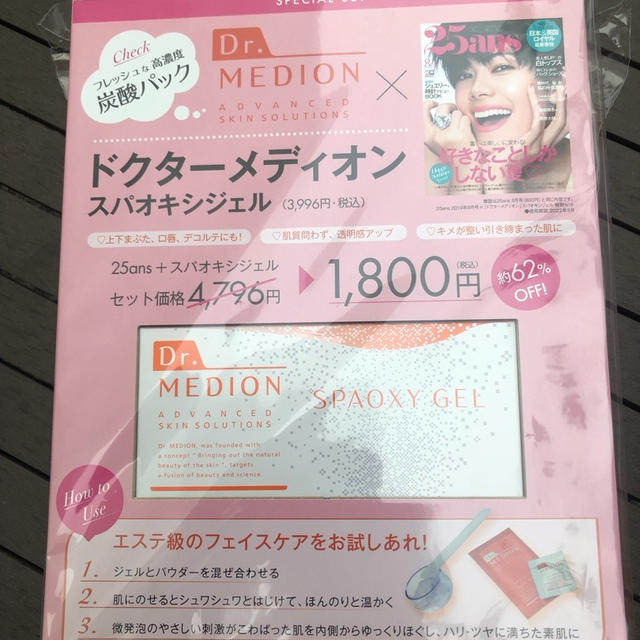 SPECIAL SET
Check
フレッシュな高濃度
炭酸パック
Dr.
MEDION
ADVANCED
SKIN SOLUTIONS
×
25ans
日本&英国
ロイヤル
好きなことしか
しない夏
ドクターメディオン
スパオキシジェル（3,996円・税込）
♡上下まぶた、口唇、デコルテにも！
♡肌質問わず、透明感アップ
♡キメが整い引き締まった肌に
25ans＋スパオキシジェル
セット価格4,796円
▶1,800円
（税込）
約62%
OFF!
Dr.
MEDION
ADVANCED
SKIN SOLUTIONS
Dr. MEDION, was founded with
a concept " Bringing out the natural
beauty of the skin ", targets
a fusion of beauty and science.
SPAOXY GEL
How to
Use
エステ級のフェイスケアをお試しあれ！
1. ジェルとパウダーを混ぜ合わせる
2. 肌にのせるとシュワシュワとはじけて、ほんのりと温かく
3. 微発泡のやさしい刺激がこわばった肌を内側からゆっくりほぐし、ハリ・ツヤに満ちた素肌に
Dr.
MEDION